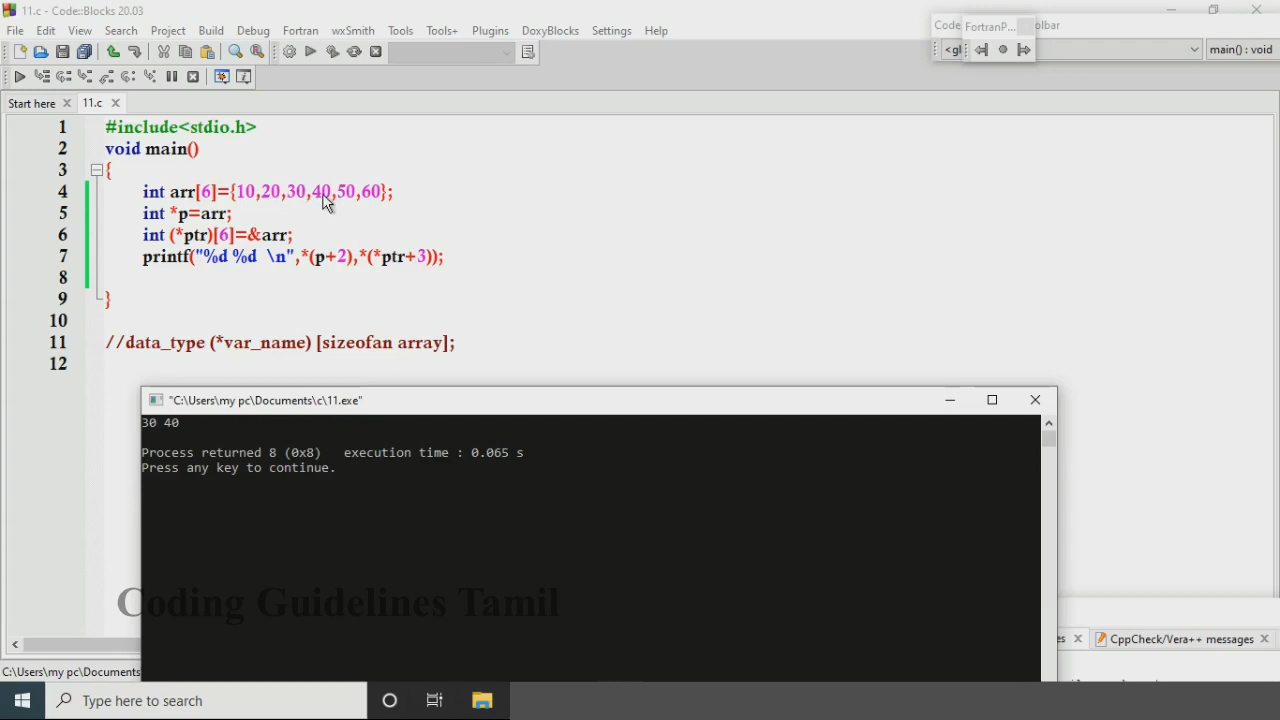 11.c - Code::Blocks 20.03
File Edit View Search Project Build Debug Fortran wxSmith Tools Tools+ Plugins DoxyBlocks Settings Help
Code
FortranP...
<gl
main() : void
Start here
11.c
1 #include<stdio.h>
2 void main()
3 {
4 int arr[6]={10,20,30,40,50,60};
5 int *p=arr;
6 int (*ptr)[6]=&arr;
7 printf("%d %d  \n",*(p+2),*(*ptr+3));
8
9 }
10
11 //data_type (*var_name) [sizeofan array];
12
"C:\Users\my pc\Documents\c\11.exe"
30 40
Process returned 8 (0x8)   execution time : 0.065 s
Press any key to continue.
Coding Guidelines Tamil
CppCheck/Vera++ messages
C:\Users\my pc\Documents
Type here to search